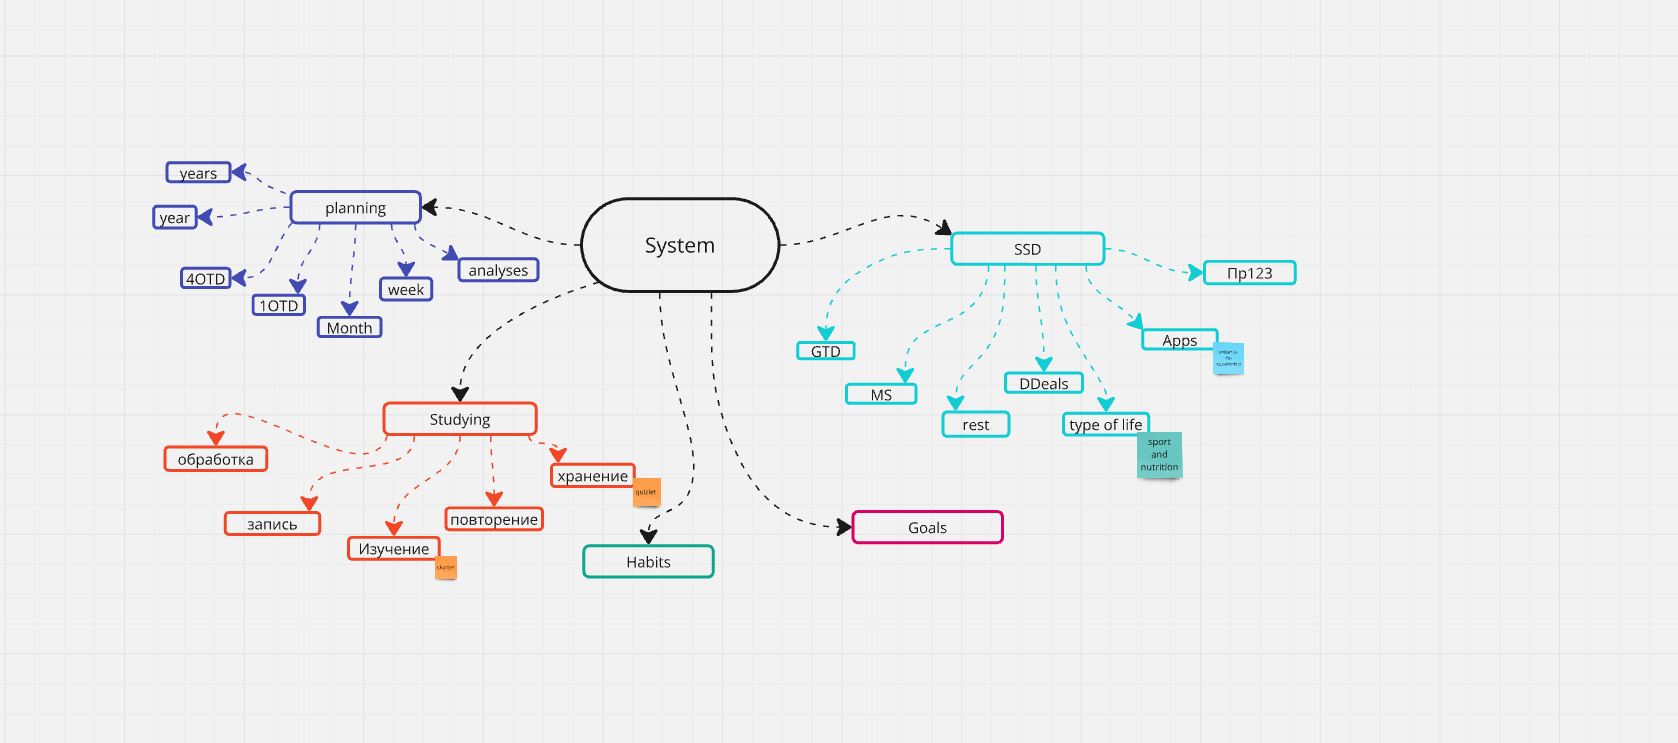 System
planning
years
year
4OTD
1OTD
Month
week
analyses
Studying
обработка
запись
Изучение
повторение
хранение
quizlet
Habits
Goals
SSD
GTD
MS
rest
DDeals
type of life
sport
and
nutrition
Apps
Пр123